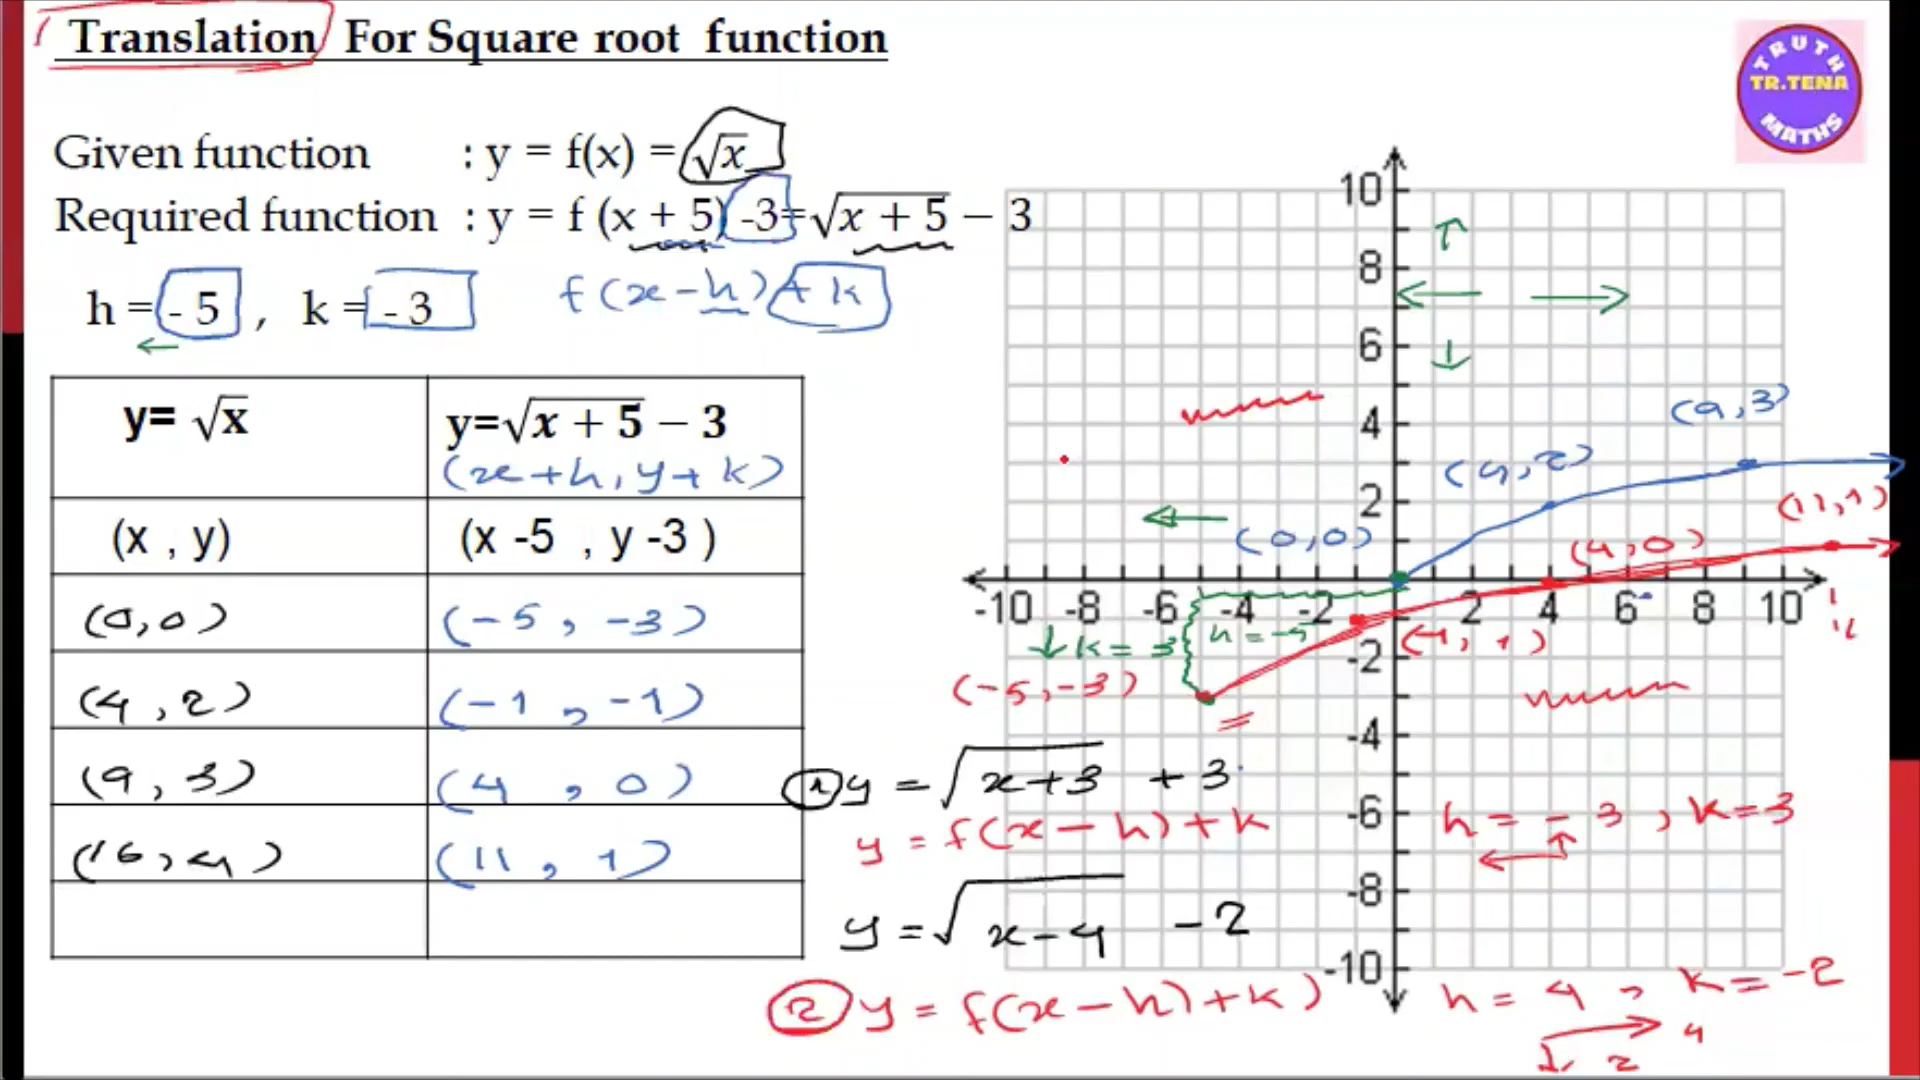 Translation For Square root function
TRUTH
TR.TENA
MATHS
Given function : y = f(x) = √x
Required function : y = f (x + 5) -3 = √x + 5 − 3
h = - 5 , k = - 3
f(x-h)+k
y= √x
y=√x + 5 − 3
(x+h, y+k)
(x , y)
(x -5 , y -3 )
(0,0)
(-5, -3)
(4,2)
(-1, -1)
(9,3)
(4, 0)
(16,4)
(11, 1)
10
8
6
4
2
-10 -8 -6 -4 -2 2 4 6 8 10
-2
-4
-6
-8
-10
(9,3)
(4,2)
(0,0)
(11,1)
(4,0)
h = -5
k = 3
(-5,-3)
① y = √x+3 + 3
y = f(x-h)+k
h = -3, k=3
y = √x-4 -2
② y = f(x-h)+k)
h = 4, k = -2
4
2